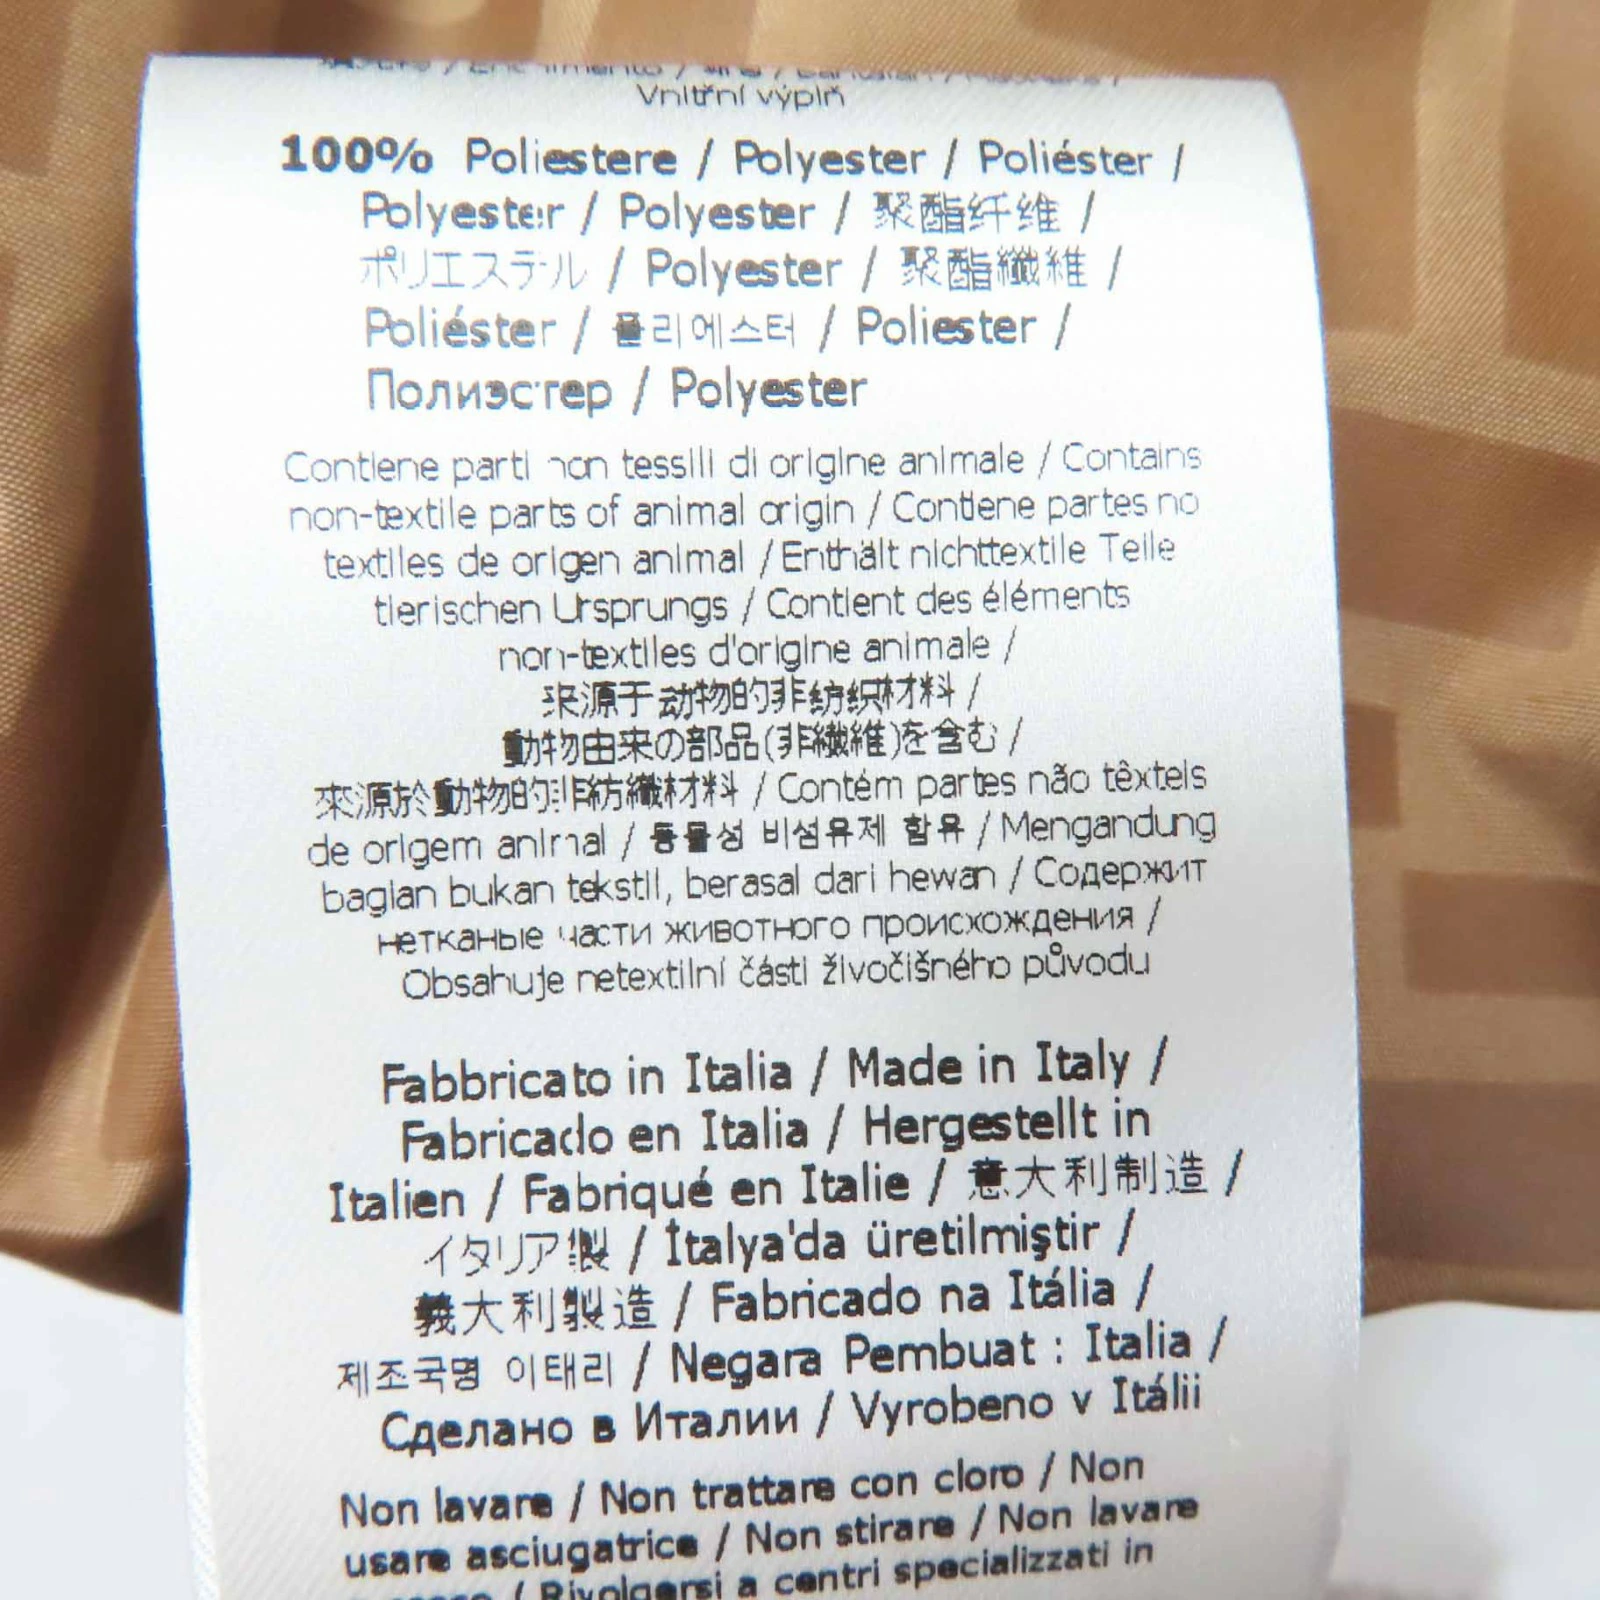 Vnitřní výplň
100% Poliestere / Polyester / Poliéster /
Polyester / Polyester / 聚酯纤维 /
ポリエステル / Polyester / 聚酯纖維 /
Poliéster / 폴리에스터 / Poliester /
Полиэстер / Polyester
Contiene parti non tessili di origine animale / Contains
non-textile parts of animal origin / Contiene partes no
textiles de origen animal / Enthält nichttextile Teile
tierischen Ursprungs / Contient des éléments
non-textiles d'origine animale /
来源于动物的非纺织材料 /
動物由来の部品(非繊維)を含む /
來源於動物的非紡織材料 / Contém partes não têxteis
de origem animal / 동물성 비섬유제 함유 / Mengandung
bagian bukan tekstil, berasal dari hewan / Содержит
нетканые части животного происхождения /
Obsahuje netextilní části živočišného původu
Fabbricato in Italia / Made in Italy /
Fabricado en Italia / Hergestellt in
Italien / Fabriqué en Italie / 意大利制造 /
イタリア製 / İtalya'da üretilmiştir /
義大利製造 / Fabricado na Itália /
제조국명 이태리 / Negara Pembuat : Italia /
Сделано в Италии / Vyrobeno v Itálii
Non lavare / Non trattare con cloro / Non
usare asciugatrice / Non stirare / Non lavare
/ Rivolgersi a centri specializzati in